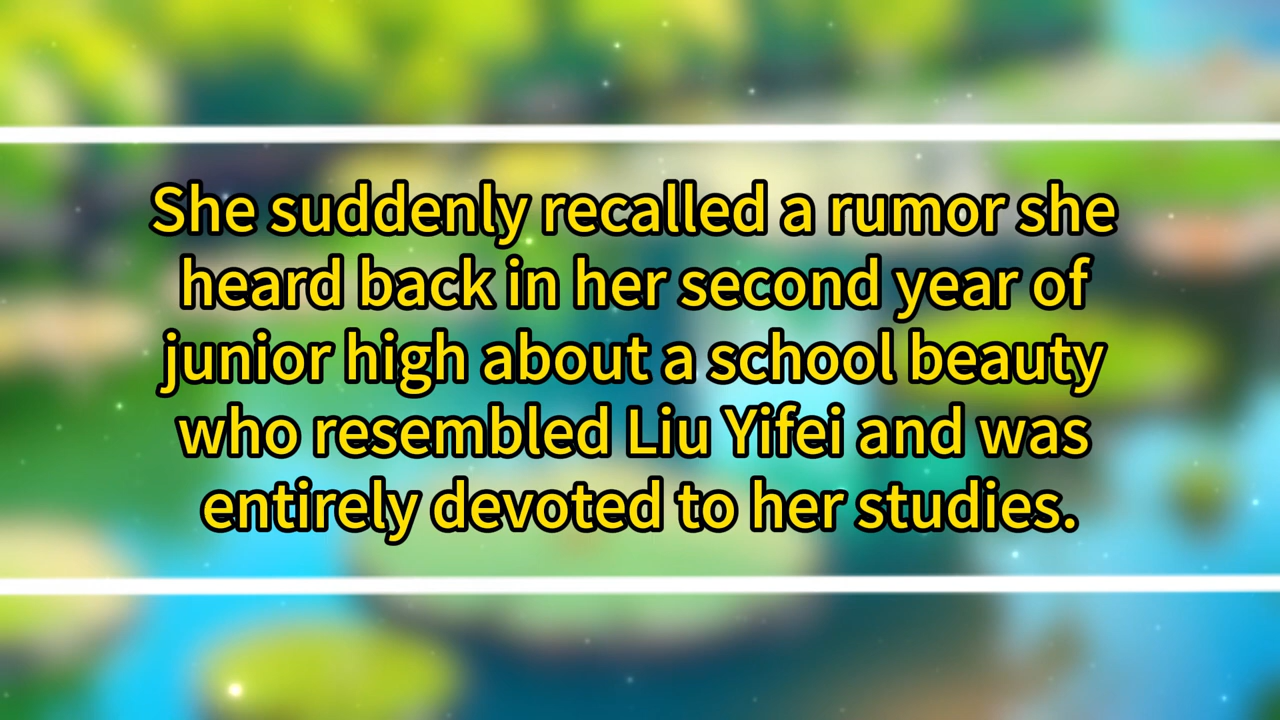 She suddenly recalled a rumor she
heard back in her second year of
junior high about a school beauty
who resembled Liu Yifei and was
entirely devoted to her studies.